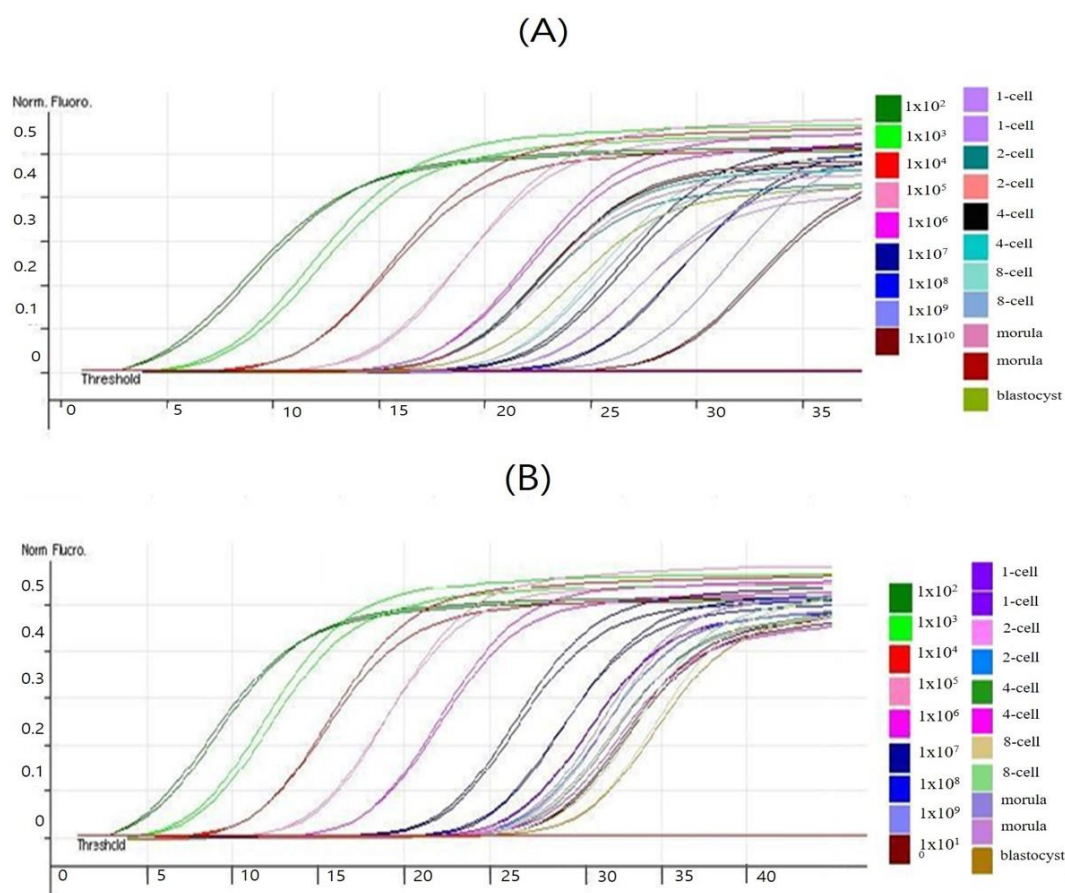 (A)
Norm. Fluoro.
0.5
0.4
0.3
0.2
0.1
0
Threshold
0 5 10 15 20 25 30 35
1x10²
1x10³
1x10⁴
1x10⁵
1x10⁶
1x10⁷
1x10⁸
1x10⁹
1x10¹⁰
1-cell
1-cell
2-cell
2-cell
4-cell
4-cell
8-cell
8-cell
morula
morula
blastocyst
(B)
Norm Flucro.
0.5
0.4
0.3
0.2
0.1
0
Threshold
0 5 10 15 20 25 30 35 40
1x10²
1x10³
1x10⁴
1x10⁵
1x10⁶
1x10⁷
1x10⁸
1x10⁹
1x10¹
0
1-cell
1-cell
2-cell
2-cell
4-cell
4-cell
8-cell
8-cell
morula
morula
blastocyst